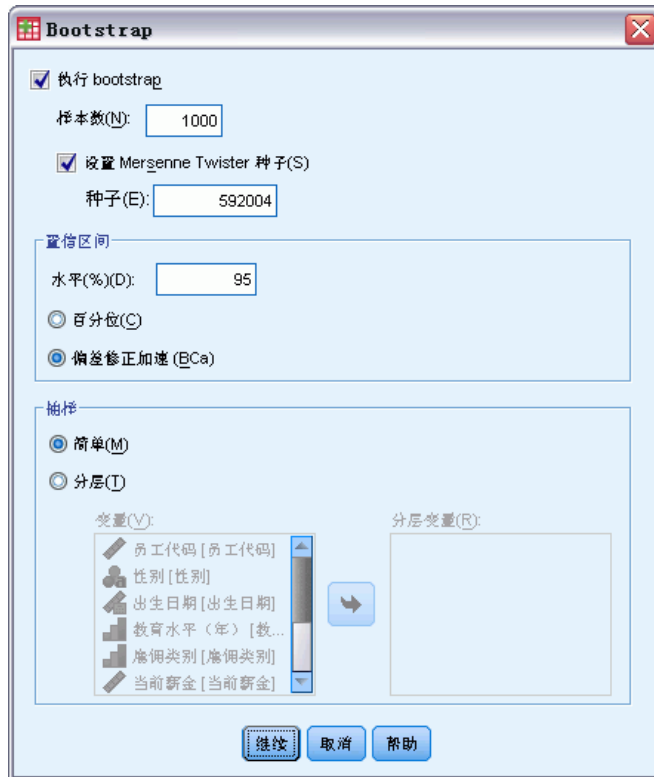 Bootstrap
执行 bootstrap
样本数(N): 1000
设置 Mersenne Twister 种子(S)
种子(E): 592004
置信区间
水平(%)(D): 95
百分位(C)
偏差修正加速(BCa)
抽样
简单(M)
分层(T)
变量(V): 分层变量(R):
员工代码 [员工代码]
性别 [性别]
出生日期 [出生日期]
教育水平（年） [教...
雇佣类别 [雇佣类别]
当前薪金 [当前薪金]
继续 取消 帮助